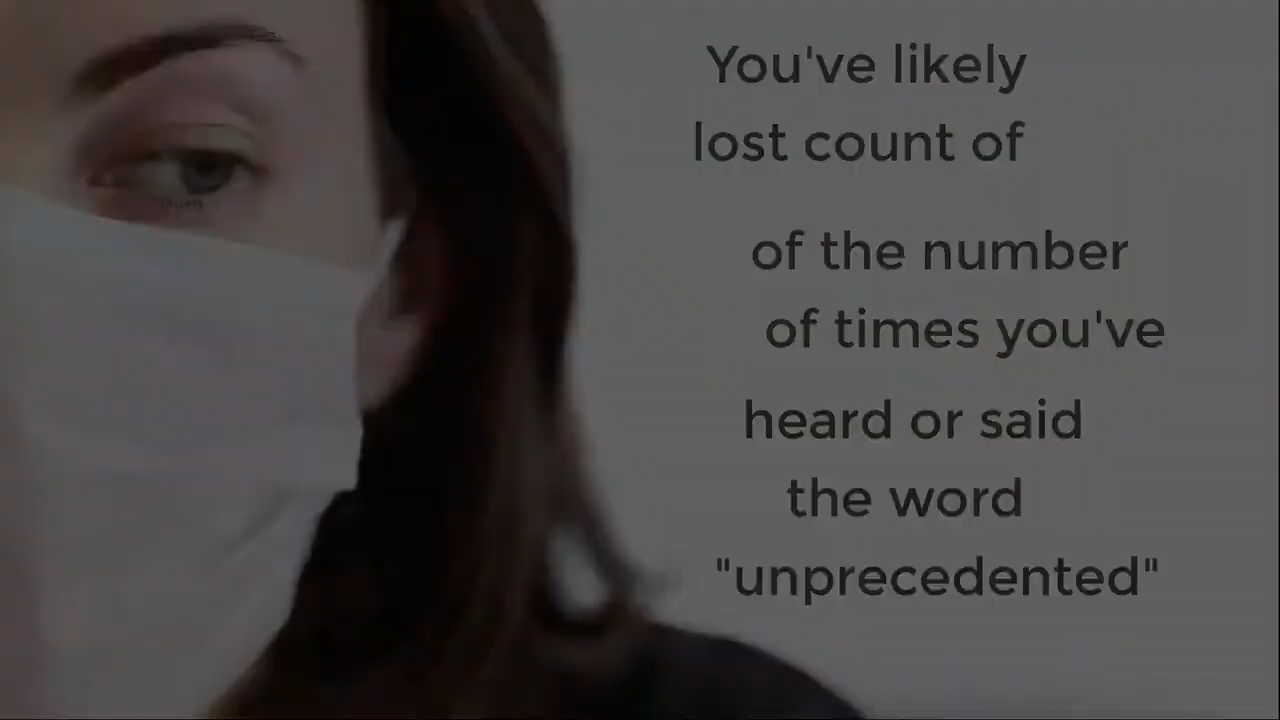 You've likely
lost count of
of the number
of times you've
heard or said
the word
"unprecedented"